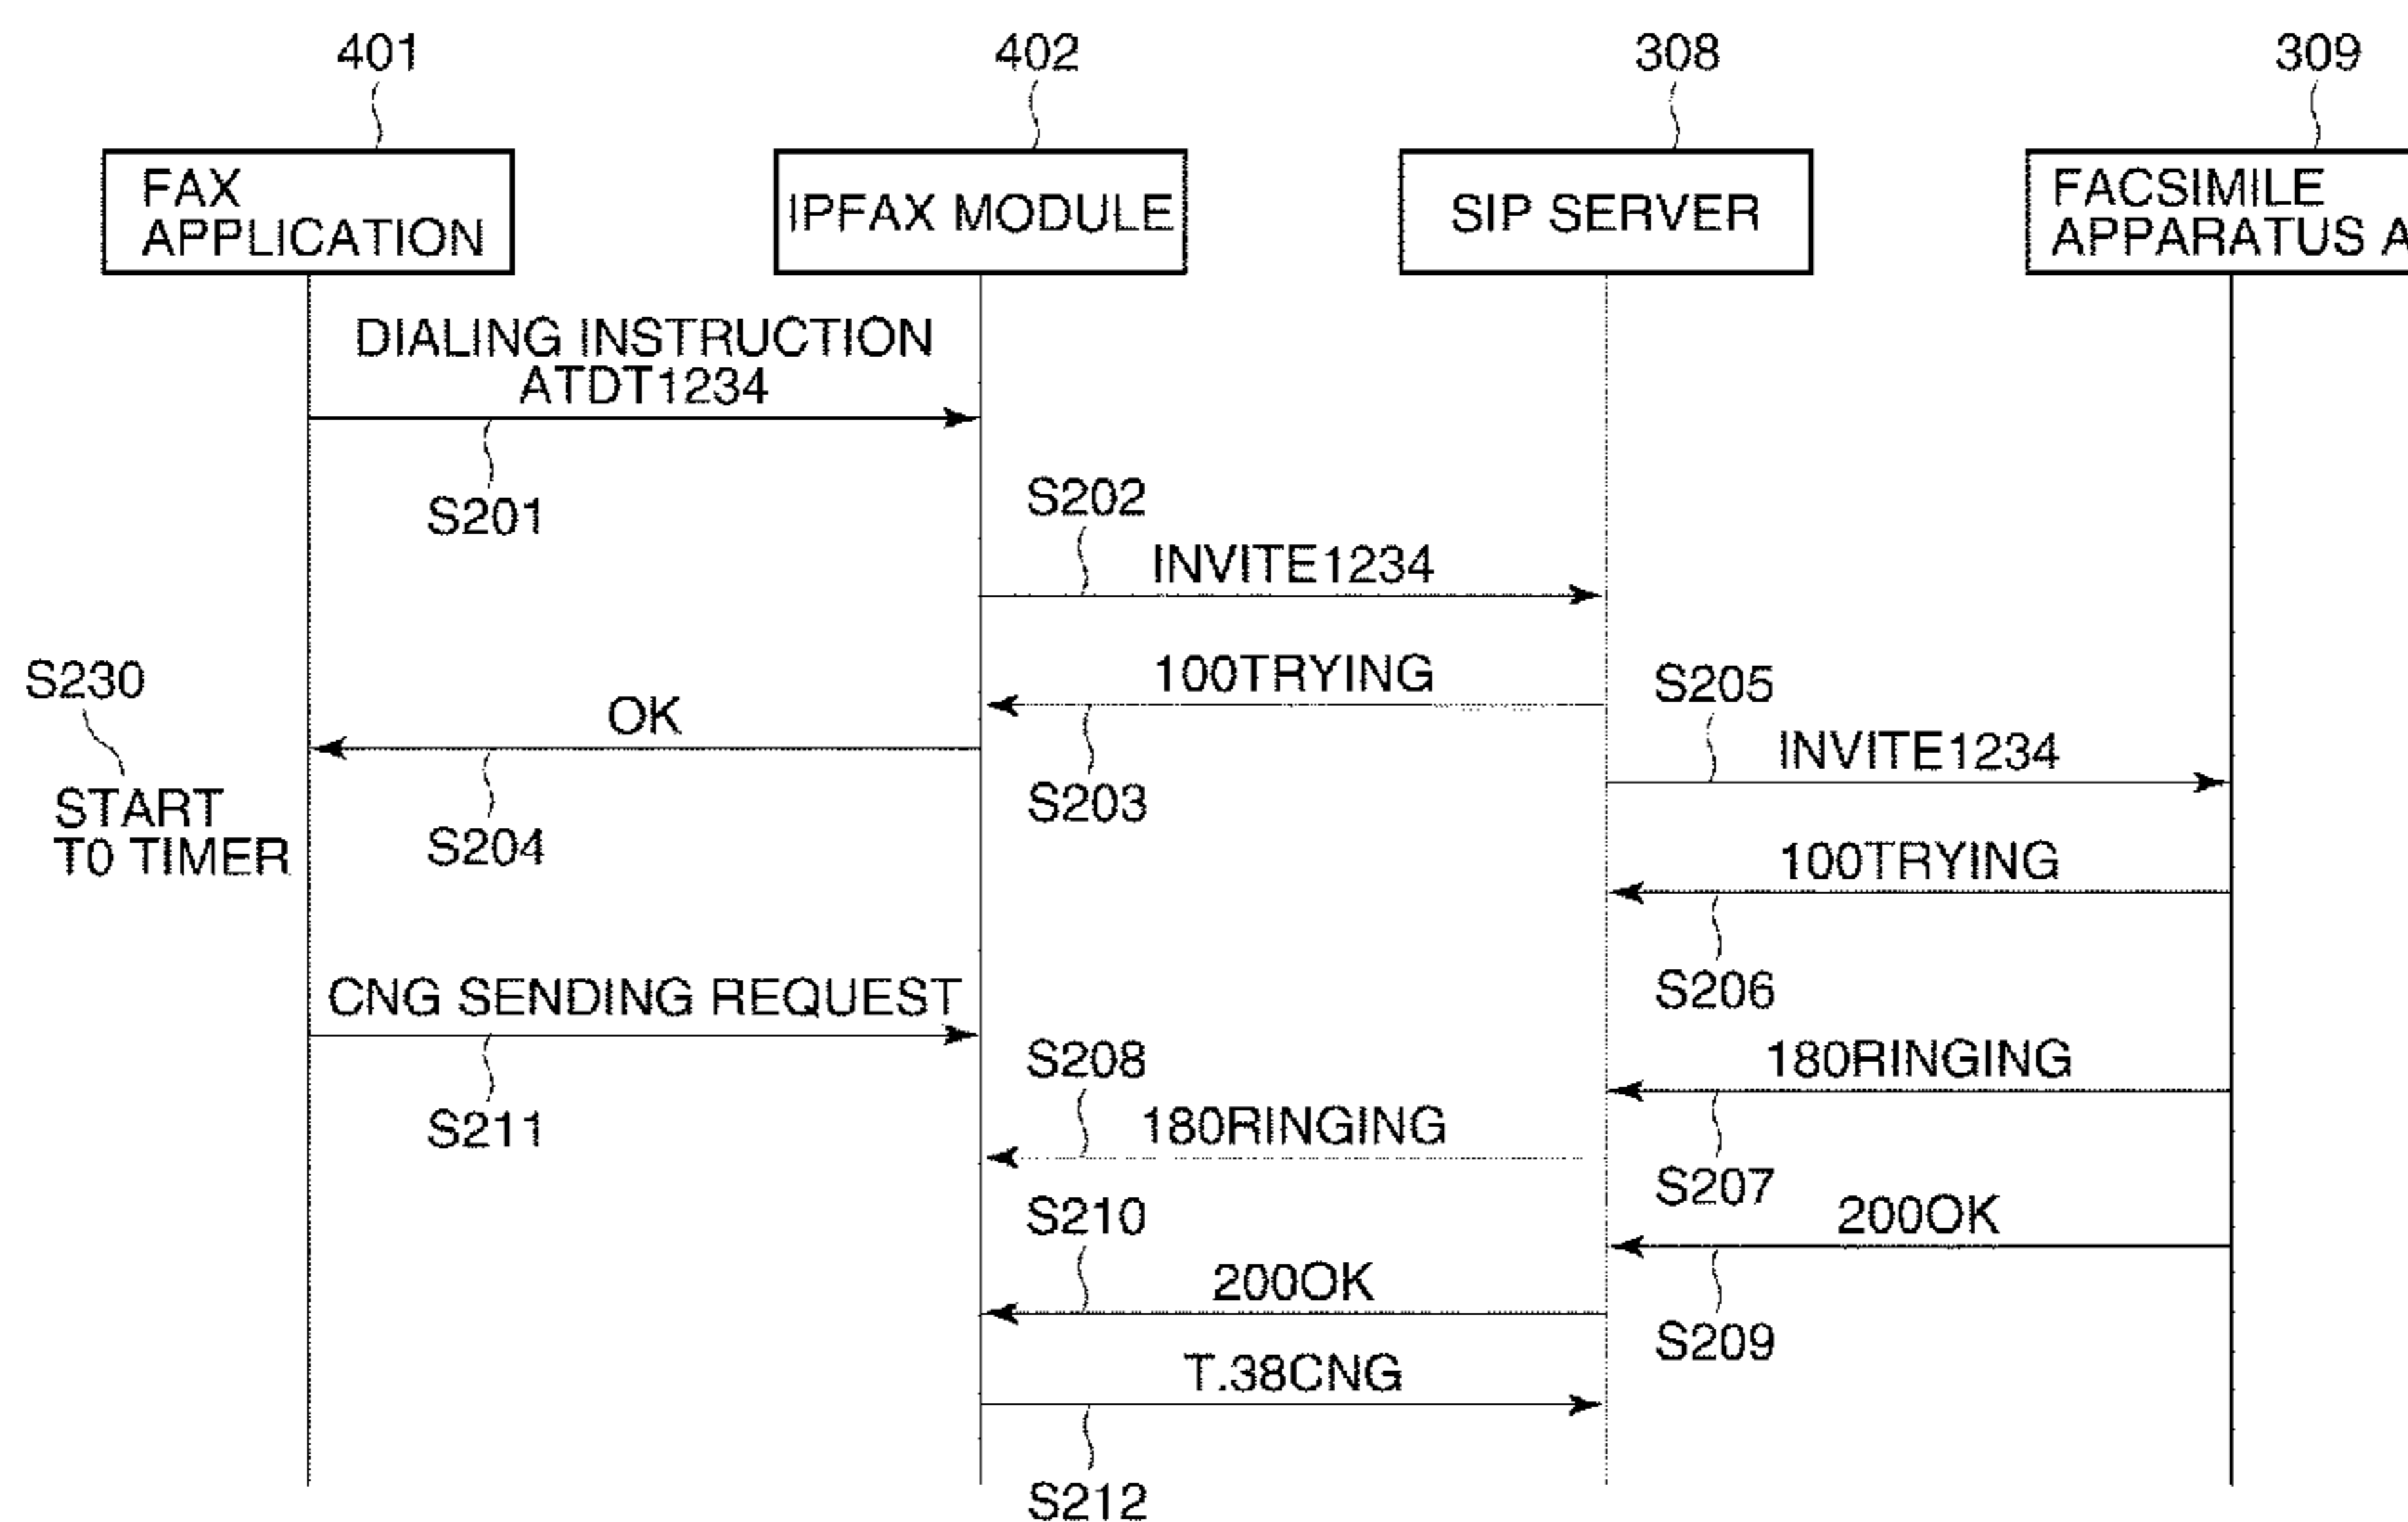 401
402
308
309
FAX
APPLICATION
IPFAX MODULE
SIP SERVER
FACSIMILE
APPARATUS A
DIALING INSTRUCTION
ATDT1234
S201
S202
INVITE1234
S230
100TRYING
S205
OK
INVITE1234
START
T0 TIMER
S204
S203
100TRYING
S206
CNG SENDING REQUEST
S211
S208
180RINGING
180RINGING
S207
S210
200OK
200OK
S209
T.38CNG
S212